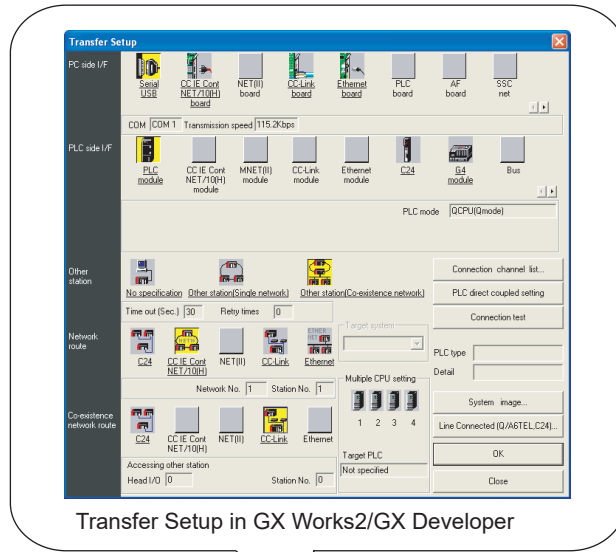 Transfer Setup
PC side I/F
Serial USB
CC IE Cont NET/10(H) board
NET(II) board
CC-Link board
Ethernet board
PLC board
AF board
SSC net
COM COM 1 Transmission speed 115.2Kbps
PLC side I/F
PLC module
CC IE Cont NET/10(H) module
MNET(II) module
CC-Link module
Ethernet module
C24
G4 module
Bus
PLC mode QCPU(Qmode)
Other station
No specification
Other station(Single network)
Other station(Co-existence network)
Time out (Sec.) 30 Retry times 0
Connection channel list...
PLC direct coupled setting
Connection test
Target system
Network route
C24
CC IE Cont NET/10(H)
NET(II)
CC-Link
Ethernet
Network No. 1 Station No. 1
PLC type
Detail
Multiple CPU setting
1 2 3 4
System image...
Line Connected (Q/A6TEL,C24)...
Co-existence network route
C24
CC IE Cont NET/10(H)
NET(II)
CC-Link
Ethernet
Accessing other station
Head I/O 0 Station No. 0
Target PLC
Not specified
OK
Close
Transfer Setup in GX Works2/GX Developer